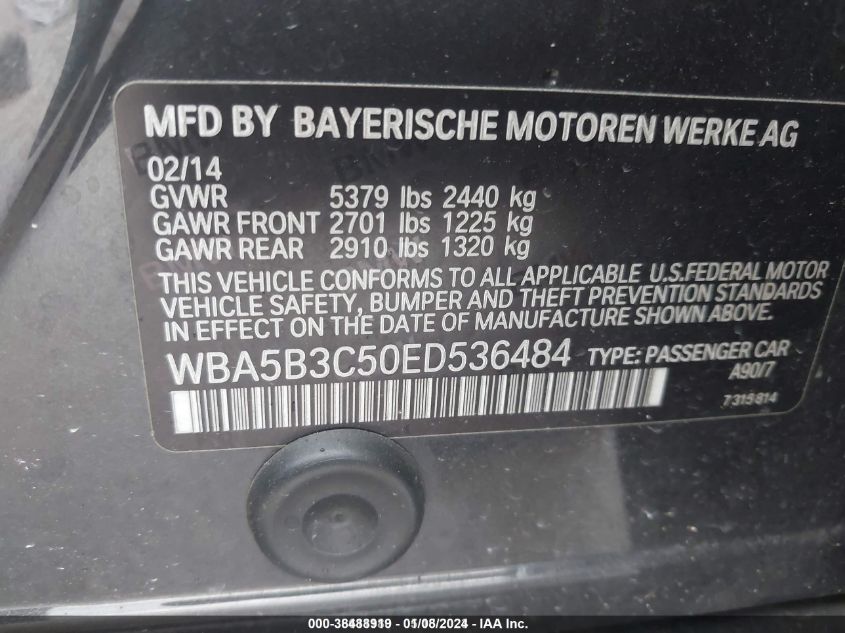 MFD BY BAYERISCHE MOTOREN WERKE AG
02/14
GVWR 5379 lbs 2440 kg
GAWR FRONT 2701 lbs 1225 kg
GAWR REAR 2910 lbs 1320 kg
THIS VEHICLE CONFORMS TO ALL APPLICABLE U.S.FEDERAL MOTOR
VEHICLE SAFETY, BUMPER AND THEFT PREVENTION STANDARDS
IN EFFECT ON THE DATE OF MANUFACTURE SHOWN ABOVE.
WBA5B3C50ED536484 TYPE: PASSENGER CAR
A90/7
7315814
000-38488919 - 01/08/2024 - IAA Inc.